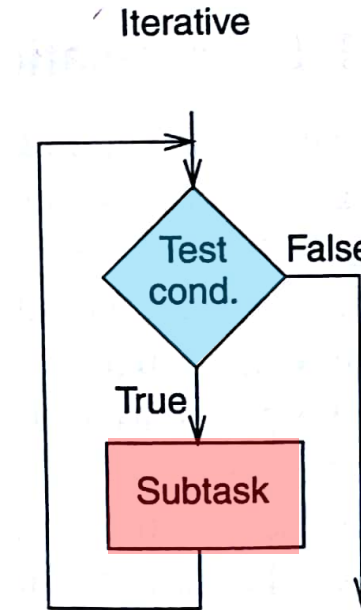 Iterative
Test
cond.
False
True
Subtask